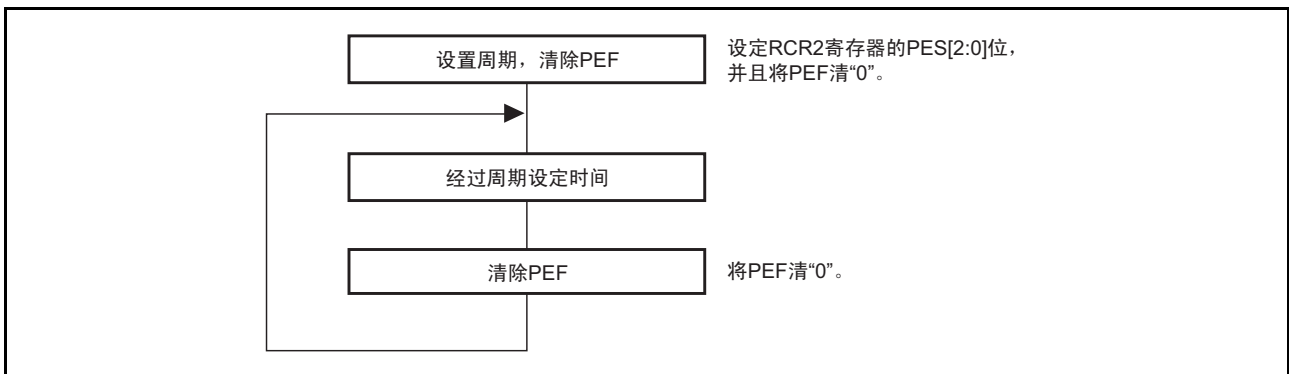 设置周期，清除PEF
设定RCR2寄存器的PES[2:0]位，
并且将PEF清“0”。
经过周期设定时间
清除PEF
将PEF清“0”。